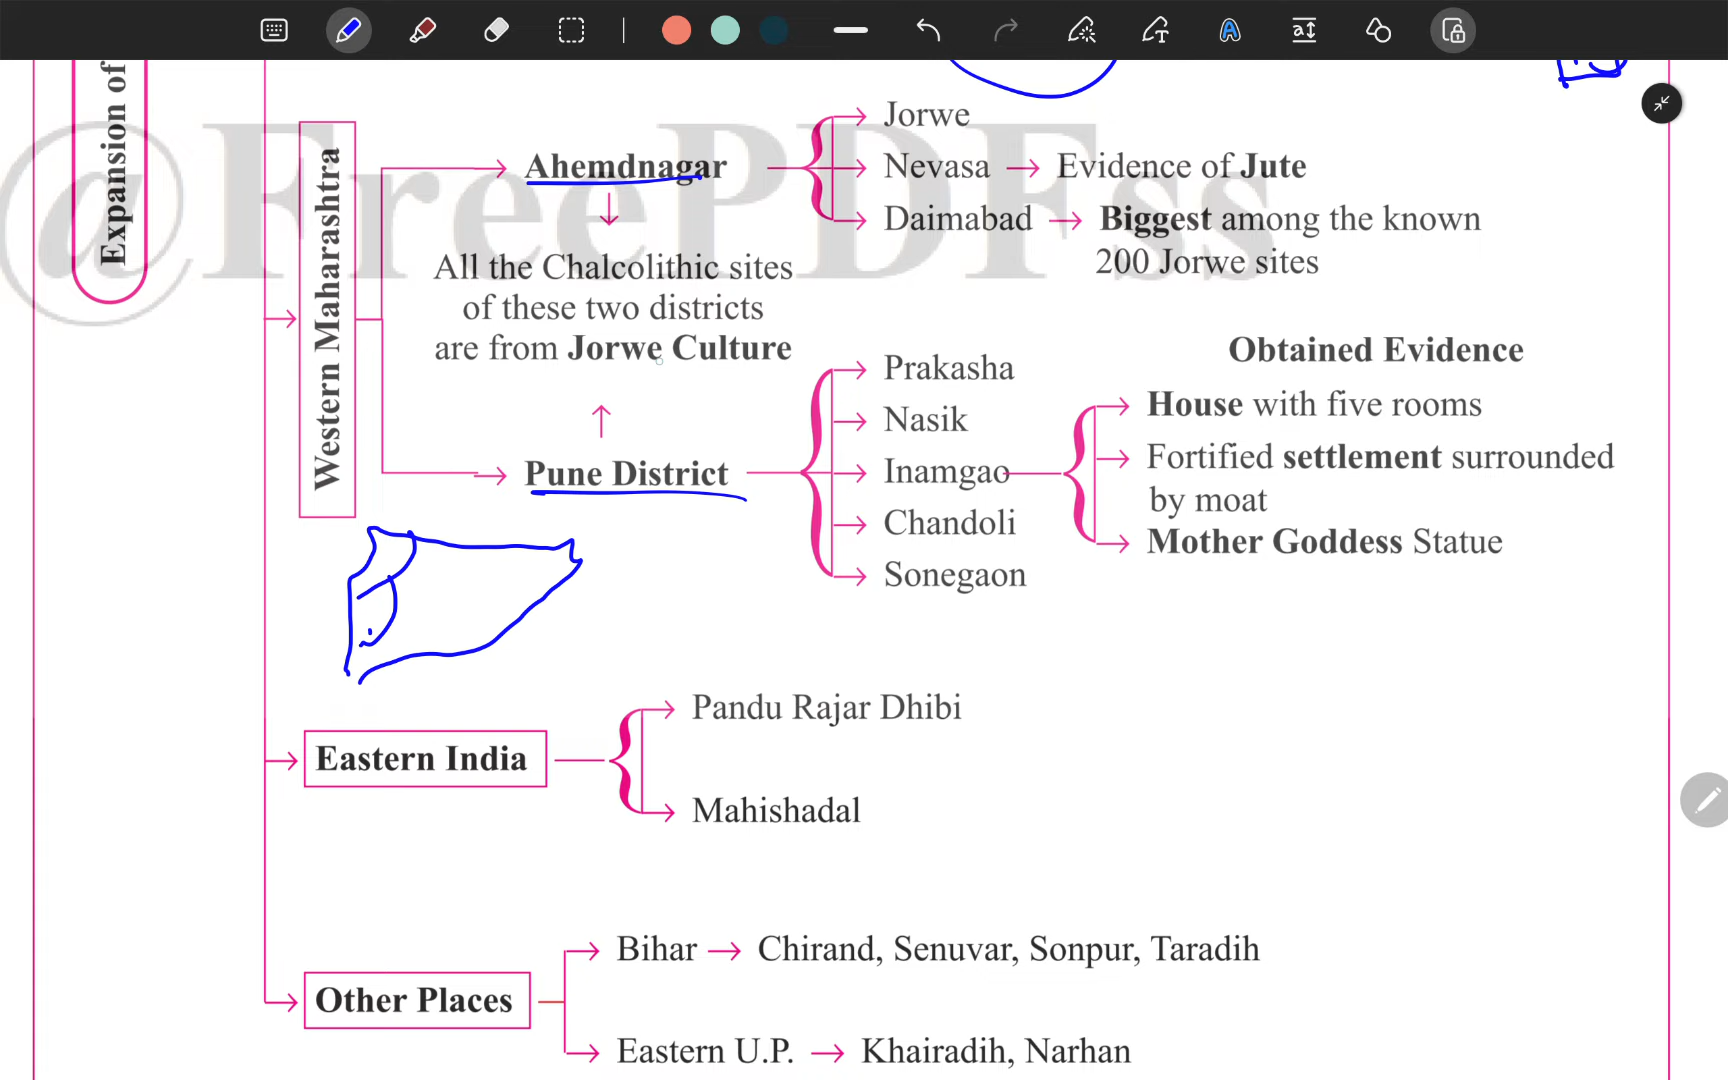 Expansion of
Western Maharashtra
Ahemdnagar
Jorwe
Nevasa → Evidence of Jute
Daimabad → Biggest among the known
200 Jorwe sites
All the Chalcolithic sites
of these two districts
are from Jorwe Culture
Pune District
Prakasha
Nasik
Inamgao
Chandoli
Sonegaon
Obtained Evidence
House with five rooms
Fortified settlement surrounded
by moat
Mother Goddess Statue
Eastern India
Pandu Rajar Dhibi
Mahishadal
Other Places
Bihar → Chirand, Senuvar, Sonpur, Taradih
Eastern U.P. → Khairadih, Narhan
@FreePDFss